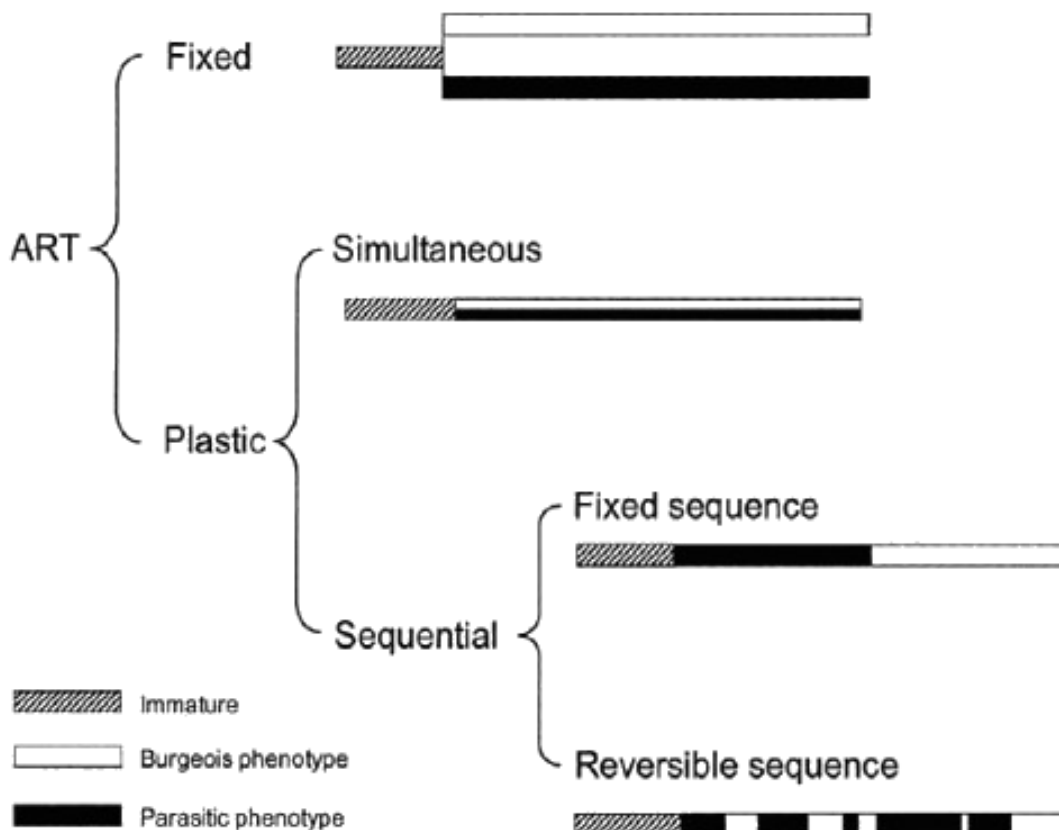 Fixed
ART
Simultaneous
Plastic
Fixed sequence
Sequential
Immature
Burgeois phenotype
Reversible sequence
Parasitic phenotype